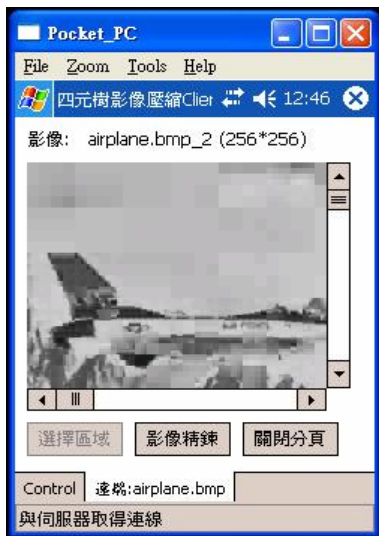 Pocket_PC
File Zoom Tools Help
四元樹影像壓縮Clier 12:46
影像: airplane.bmp_2 (256*256)
選擇區域 影像精鍊 關閉分頁
Control 遠端:airplane.bmp
與伺服器取得連線